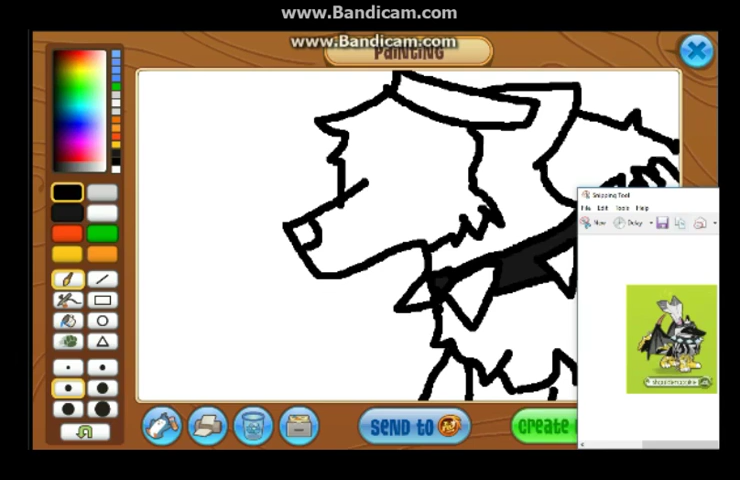 www.Bandicam.com
www.Bandicam.com
Painting
Snipping Tool
File Edit Tools Help
New Delay
send to
create